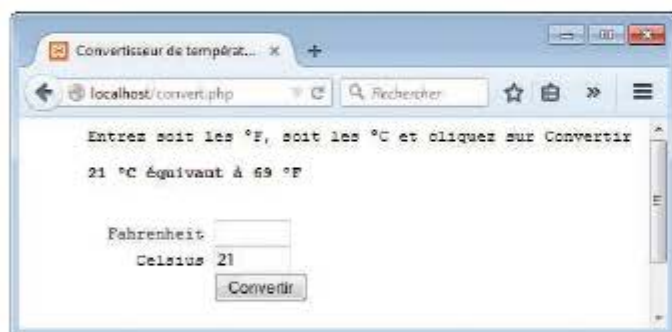 Convertisseur de températ... ×
localhost/convert.php
Rechercher
Entrez soit les °F, soit les °C et cliquez sur Convertir
21 °C équivaut à 69 °F
Fahrenheit
Celsius 21
Convertir